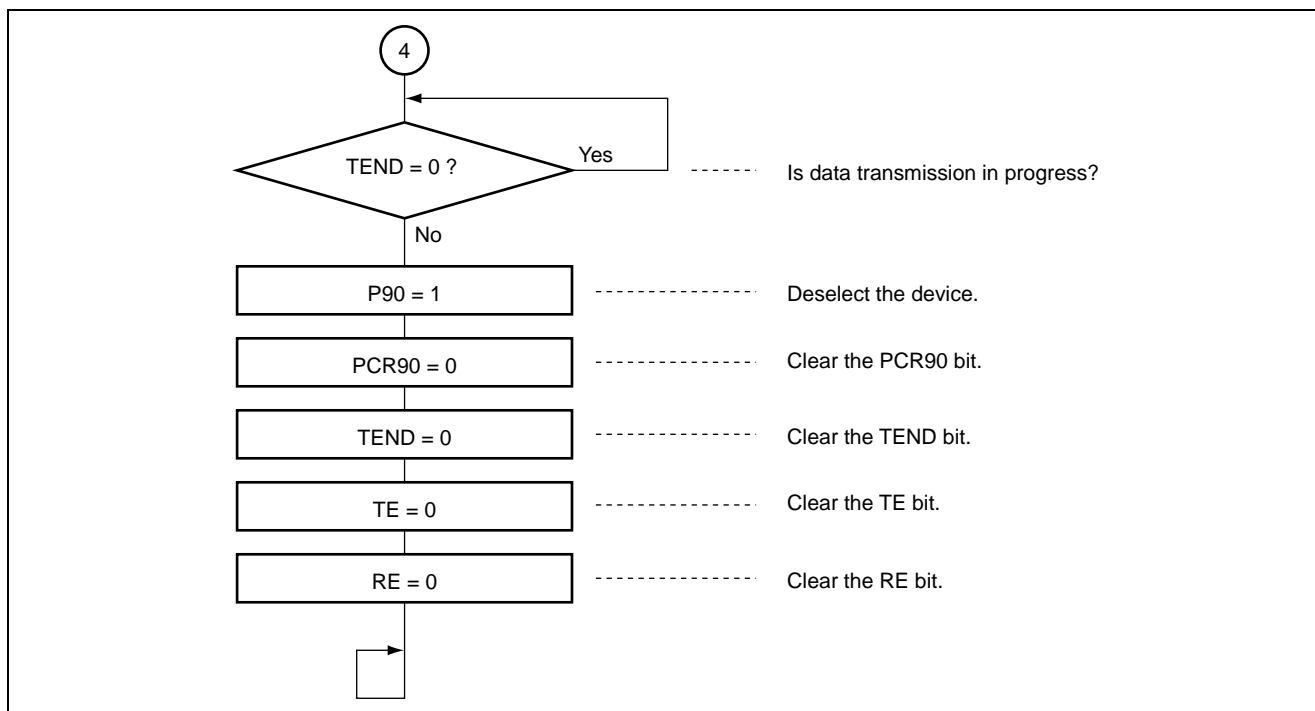 4
TEND = 0 ?
Yes
Is data transmission in progress?
No
P90 = 1
Deselect the device.
PCR90 = 0
Clear the PCR90 bit.
TEND = 0
Clear the TEND bit.
TE = 0
Clear the TE bit.
RE = 0
Clear the RE bit.